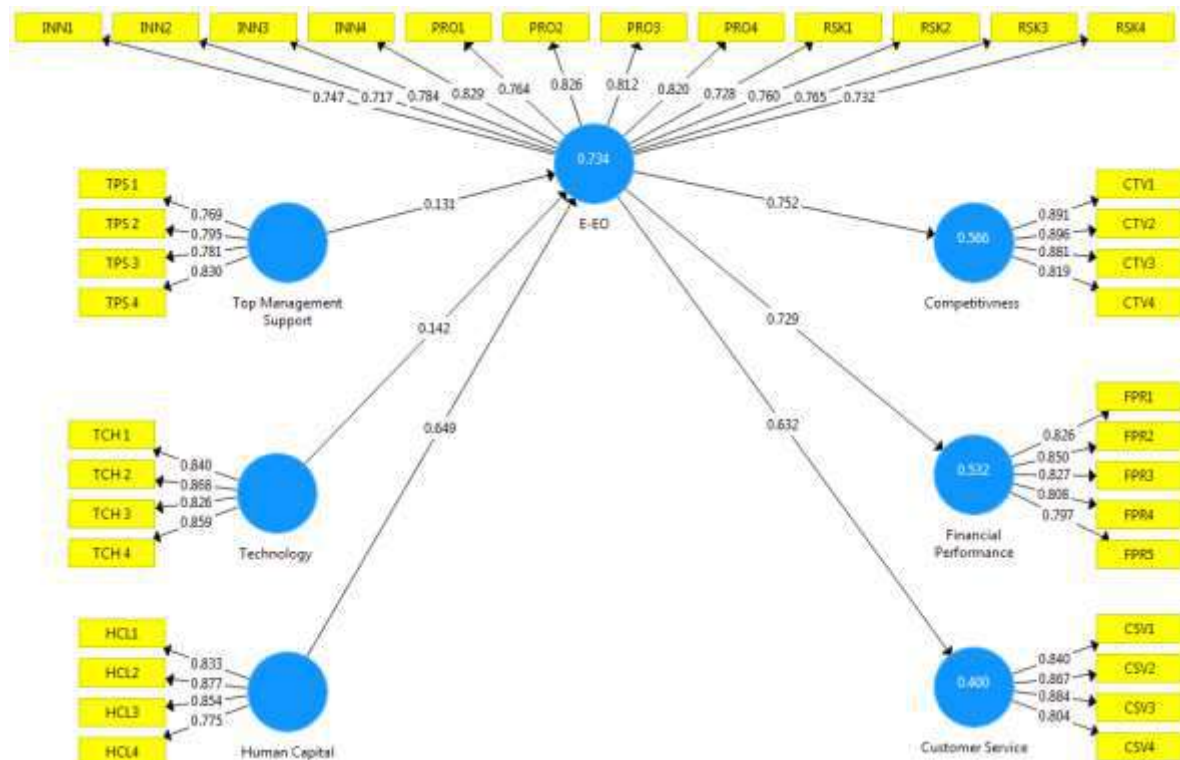 INN1 INN2 INN3 INN4 PRO1 PRO2 PRO3 PRO4 RSK1 RSK2 RSK3 RSK4
0.747 0.717 0.784 0.829 0.764 0.826 0.812 0.820 0.728 0.760 0.765 0.732
0.734
E-EO
TPS 1
TPS 2
TPS 3
TPS 4
0.769
0.795
0.781
0.830
Top Management
Support
0.131
0.142
0.649
TCH 1
TCH 2
TCH 3
TCH 4
0.840
0.868
0.826
0.859
Technology
HCL1
HCL2
HCL3
HCL4
0.833
0.877
0.854
0.775
Human Capital
0.752
0.729
0.632
0.566
Competitivness
0.891
0.896
0.819
CTV1
CTV2
CTV3
CTV4
0.532
Financial
Performance
0.826
0.850
0.827
0.797
FPR1
FPR2
FPR3
FPR4
FPR5
0.400
Customer Service
0.840
0.867
0.884
0.804
CSV1
CSV2
CSV3
CSV4